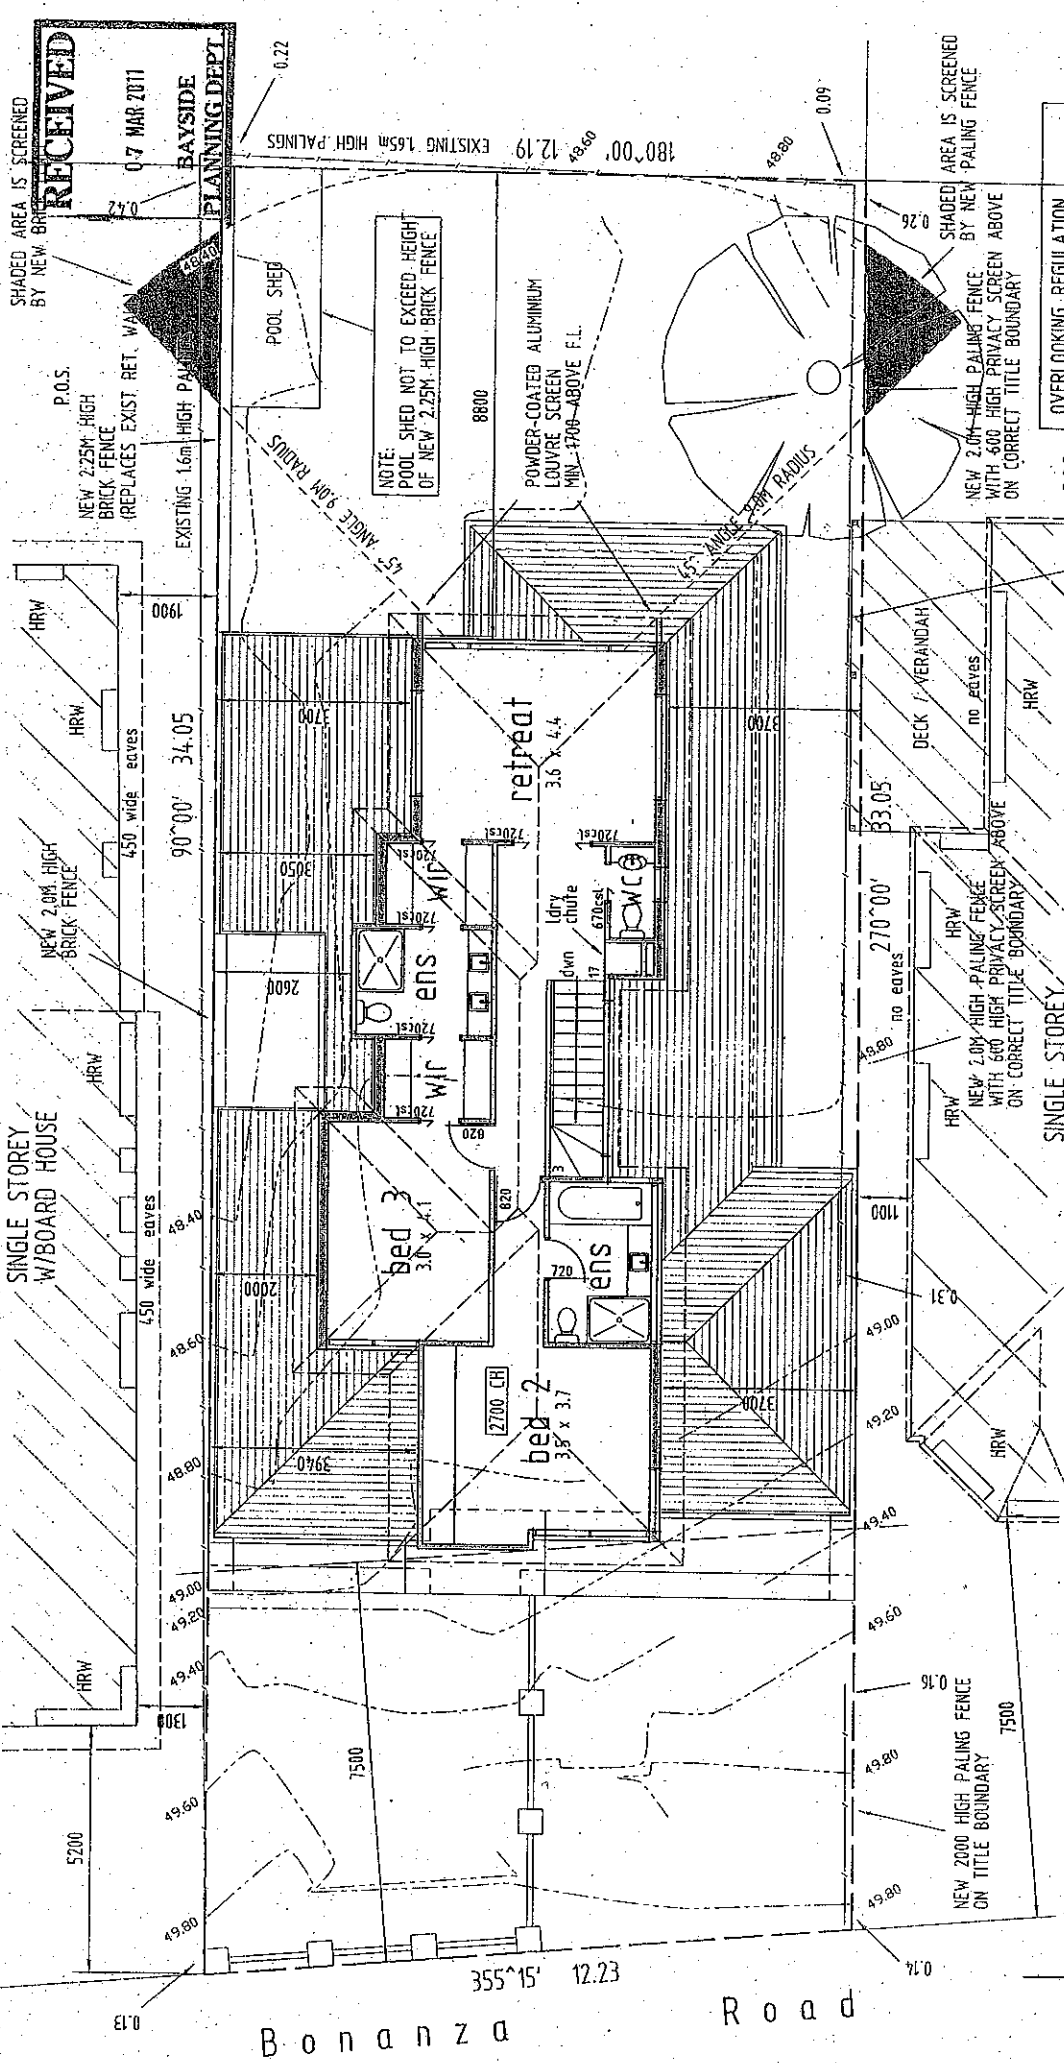 SHADED AREA IS SCREENED
BY NEW
RECEIVED
07 MAR 2011
BAYSIDE
PLANNING DEPT.
0.42
0.22
EXISTING 1.65m HIGH PALINGS
12.19
48.60
180°00'
48.80
0.09
0.26
SHADED AREA IS SCREENED
BY NEW PALING FENCE
NEW 2.0M HIGH PALING FENCE
WITH 600 HIGH PRIVACY SCREEN ABOVE
ON CORRECT TITLE BOUNDARY
OVERLOOKING REGULATION
P.O.S.
NEW 2.25M HIGH
BRICK FENCE
(REPLACES EXIST RET. WALL)
EXISTING 1.6m HIGH
48.40
POOL SHED
NOTE:
POOL SHED NOT TO EXCEED HEIGHT
OF NEW 2.25M HIGH BRICK FENCE
8800
POWDER-COATED ALUMINIUM
LOUVRE SCREEN
MIN. 1700 ABOVE F.L.
45° ANGLE 9.0M RADIUS
45° ANGLE 9.0M RADIUS
HRW
1900
HRW
450 wide eaves
90°00'
34.05
NEW 2.0M HIGH
BRICK FENCE
3700
3050
2600
retreat
3.6 x 4.4
3700
DECK / VERANDAH
no eaves
HRW
720csl
720csl
720csl
wir
720csl
WC
670csl
ldry
chute
ens
720csl
dwn
17
33.05
270°00'
no eaves
HRW
HRW
49.80
NEW 2.0M HIGH PALING FENCE
WITH 600 HIGH PRIVACY SCREEN ABOVE
ON CORRECT TITLE BOUNDARY
SINGLE STOREY
SINGLE STOREY
W/BOARD HOUSE
HRW
450 wide eaves
48.40
2000
48.60
wir
720csl
820
820
3
bed 3
3.0 x 4.1
720
ens
1100
0.31
49.00
3700
49.20
HRW
49.40
2700 CH
bed 2
3.5 x 3.7
3940
48.80
49.00
49.20
49.40
HRW
1300
7500
49.60
5200
49.80
0.13
49.60
0.16
49.80
NEW 2000 HIGH PALING FENCE
ON TITLE BOUNDARY
7500
49.80
0.14
355°15'
12.23
Bonanza Road